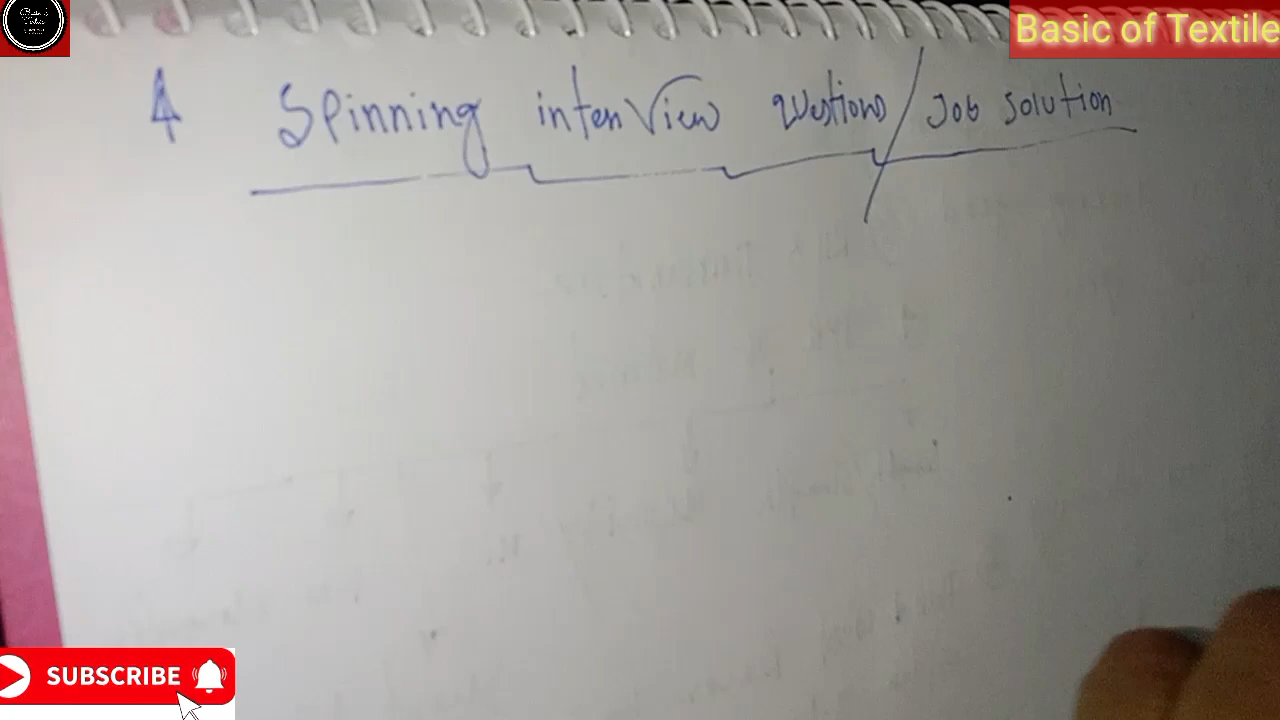 Basic of Textile
4 Spinning interview questions / Job solution
SUBSCRIBE